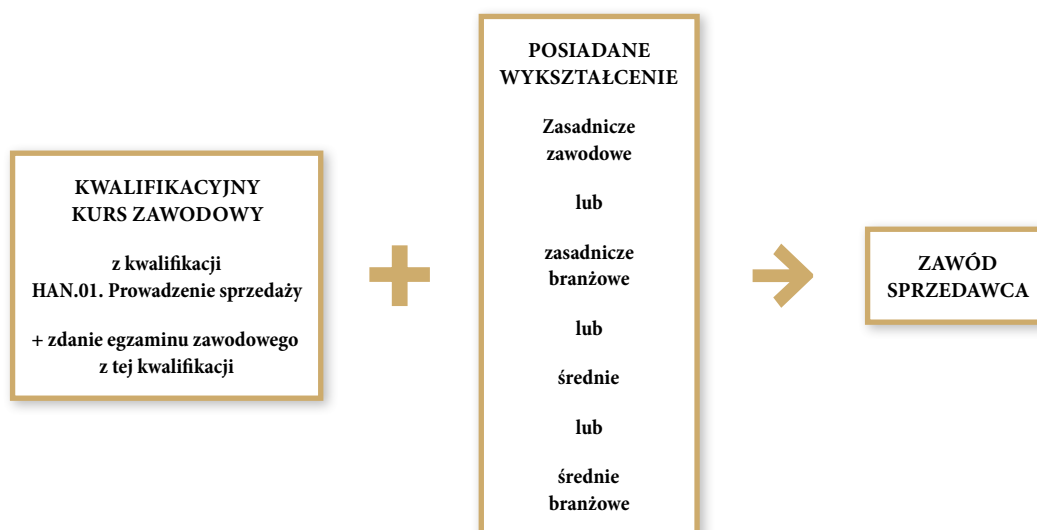 KWALIFIKACYJNY
KURS ZAWODOWY
z kwalifikacji
HAN.01. Prowadzenie sprzedaży
+ zdanie egzaminu zawodowego
z tej kwalifikacji
POSIADANE
WYKSZTAŁCENIE
Zasadnicze
zawodowe
lub
zasadnicze
branżowe
lub
średnie
lub
średnie
branżowe
ZAWÓD
SPRZEDAWCA